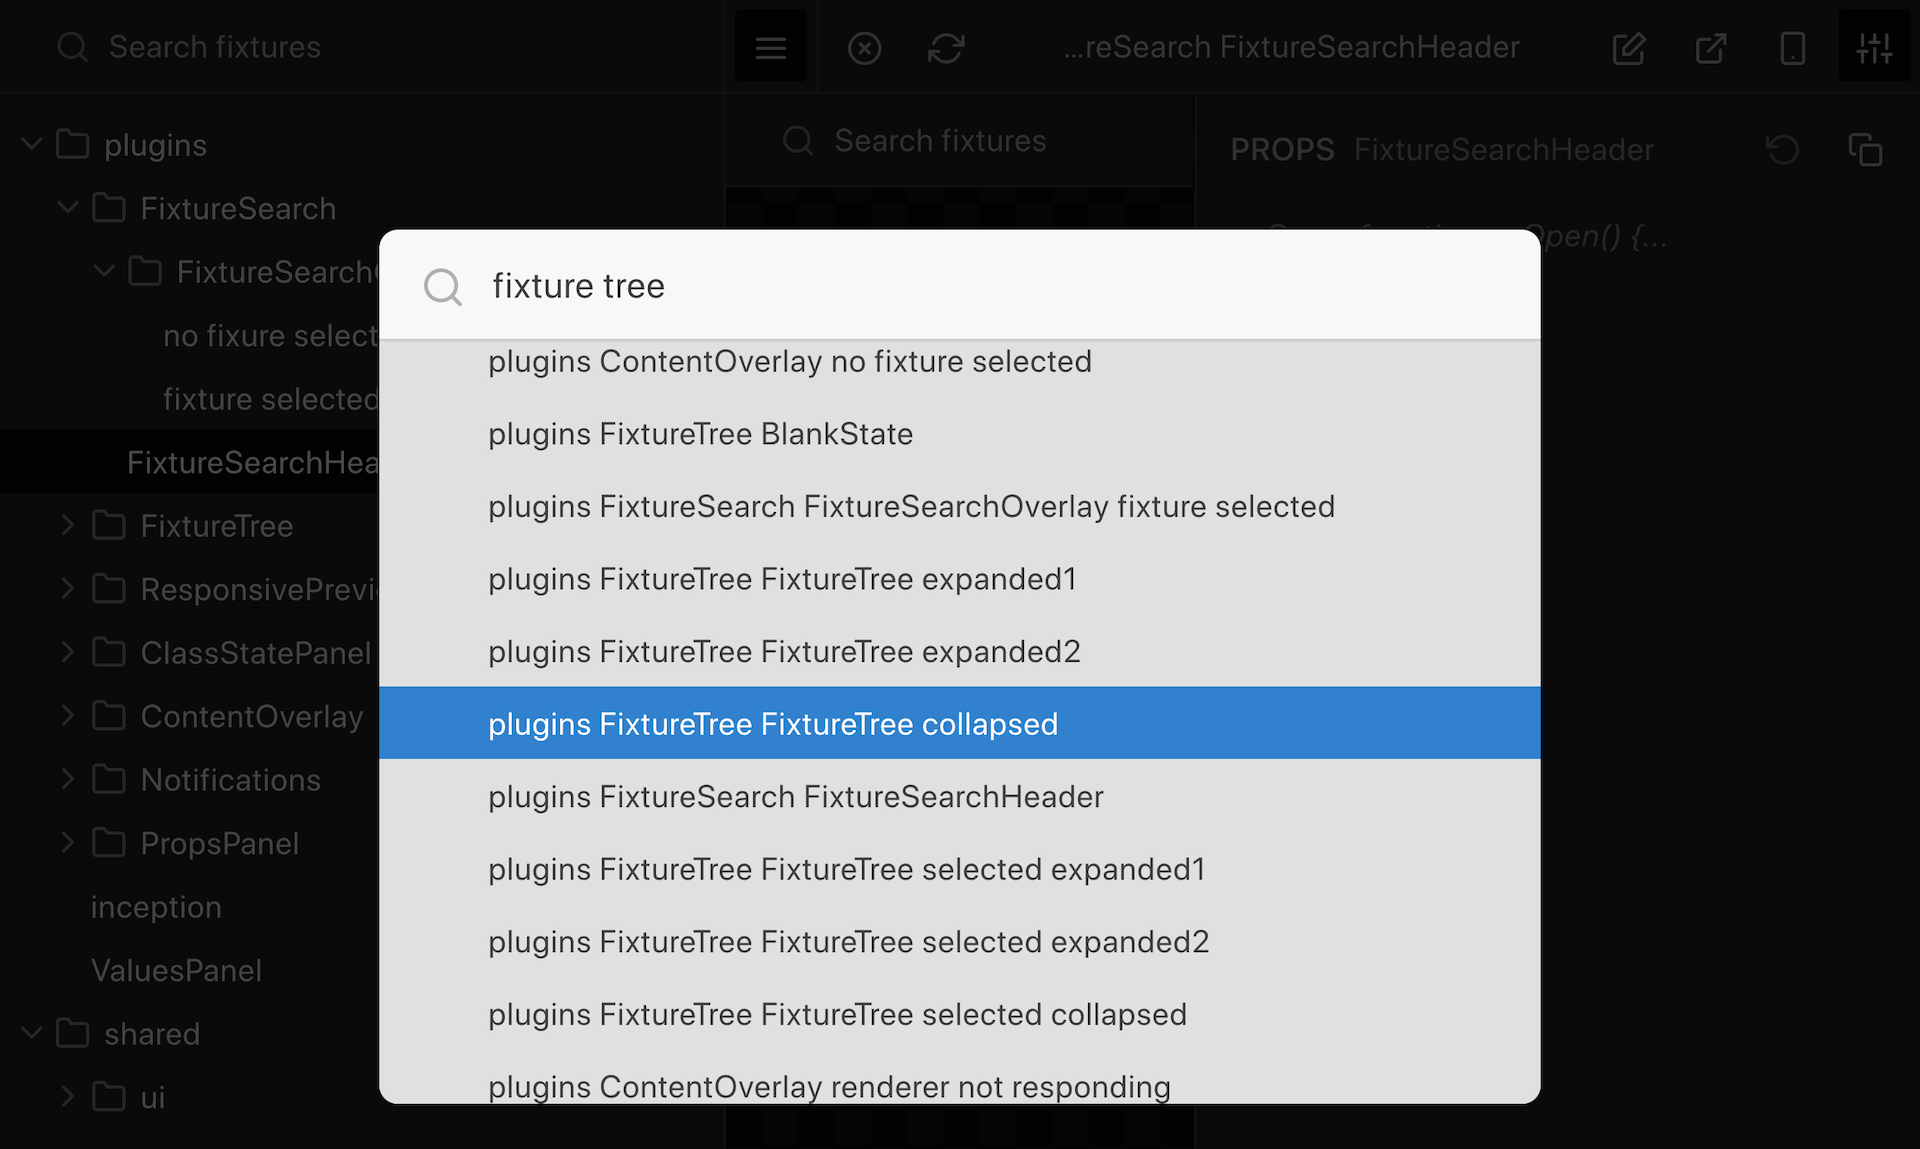 Search fixtures
...reSearch FixtureSearchHeader
plugins
FixtureSearch
FixtureSearch
no fixure select
fixture selected
FixtureSearchHea
FixtureTree
ResponsivePrevi
ClassStatePanel
ContentOverlay
Notifications
PropsPanel
inception
ValuesPanel
shared
ui
Search fixtures
PROPS FixtureSearchHeader
Open() {...
fixture tree
plugins ContentOverlay no fixture selected
plugins FixtureTree BlankState
plugins FixtureSearch FixtureSearchOverlay fixture selected
plugins FixtureTree FixtureTree expanded1
plugins FixtureTree FixtureTree expanded2
plugins FixtureTree FixtureTree collapsed
plugins FixtureSearch FixtureSearchHeader
plugins FixtureTree FixtureTree selected expanded1
plugins FixtureTree FixtureTree selected expanded2
plugins FixtureTree FixtureTree selected collapsed
plugins ContentOverlay renderer not responding